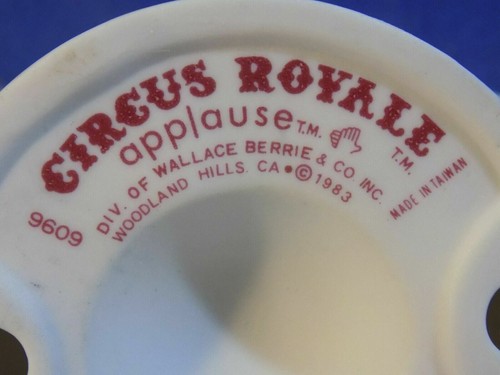 CIRCUS ROYALE T.M.
applause T.M.
DIV. OF WALLACE BERRIE & CO. INC.
WOODLAND HILLS. CA • © 1983
9609
MADE IN TAIWAN